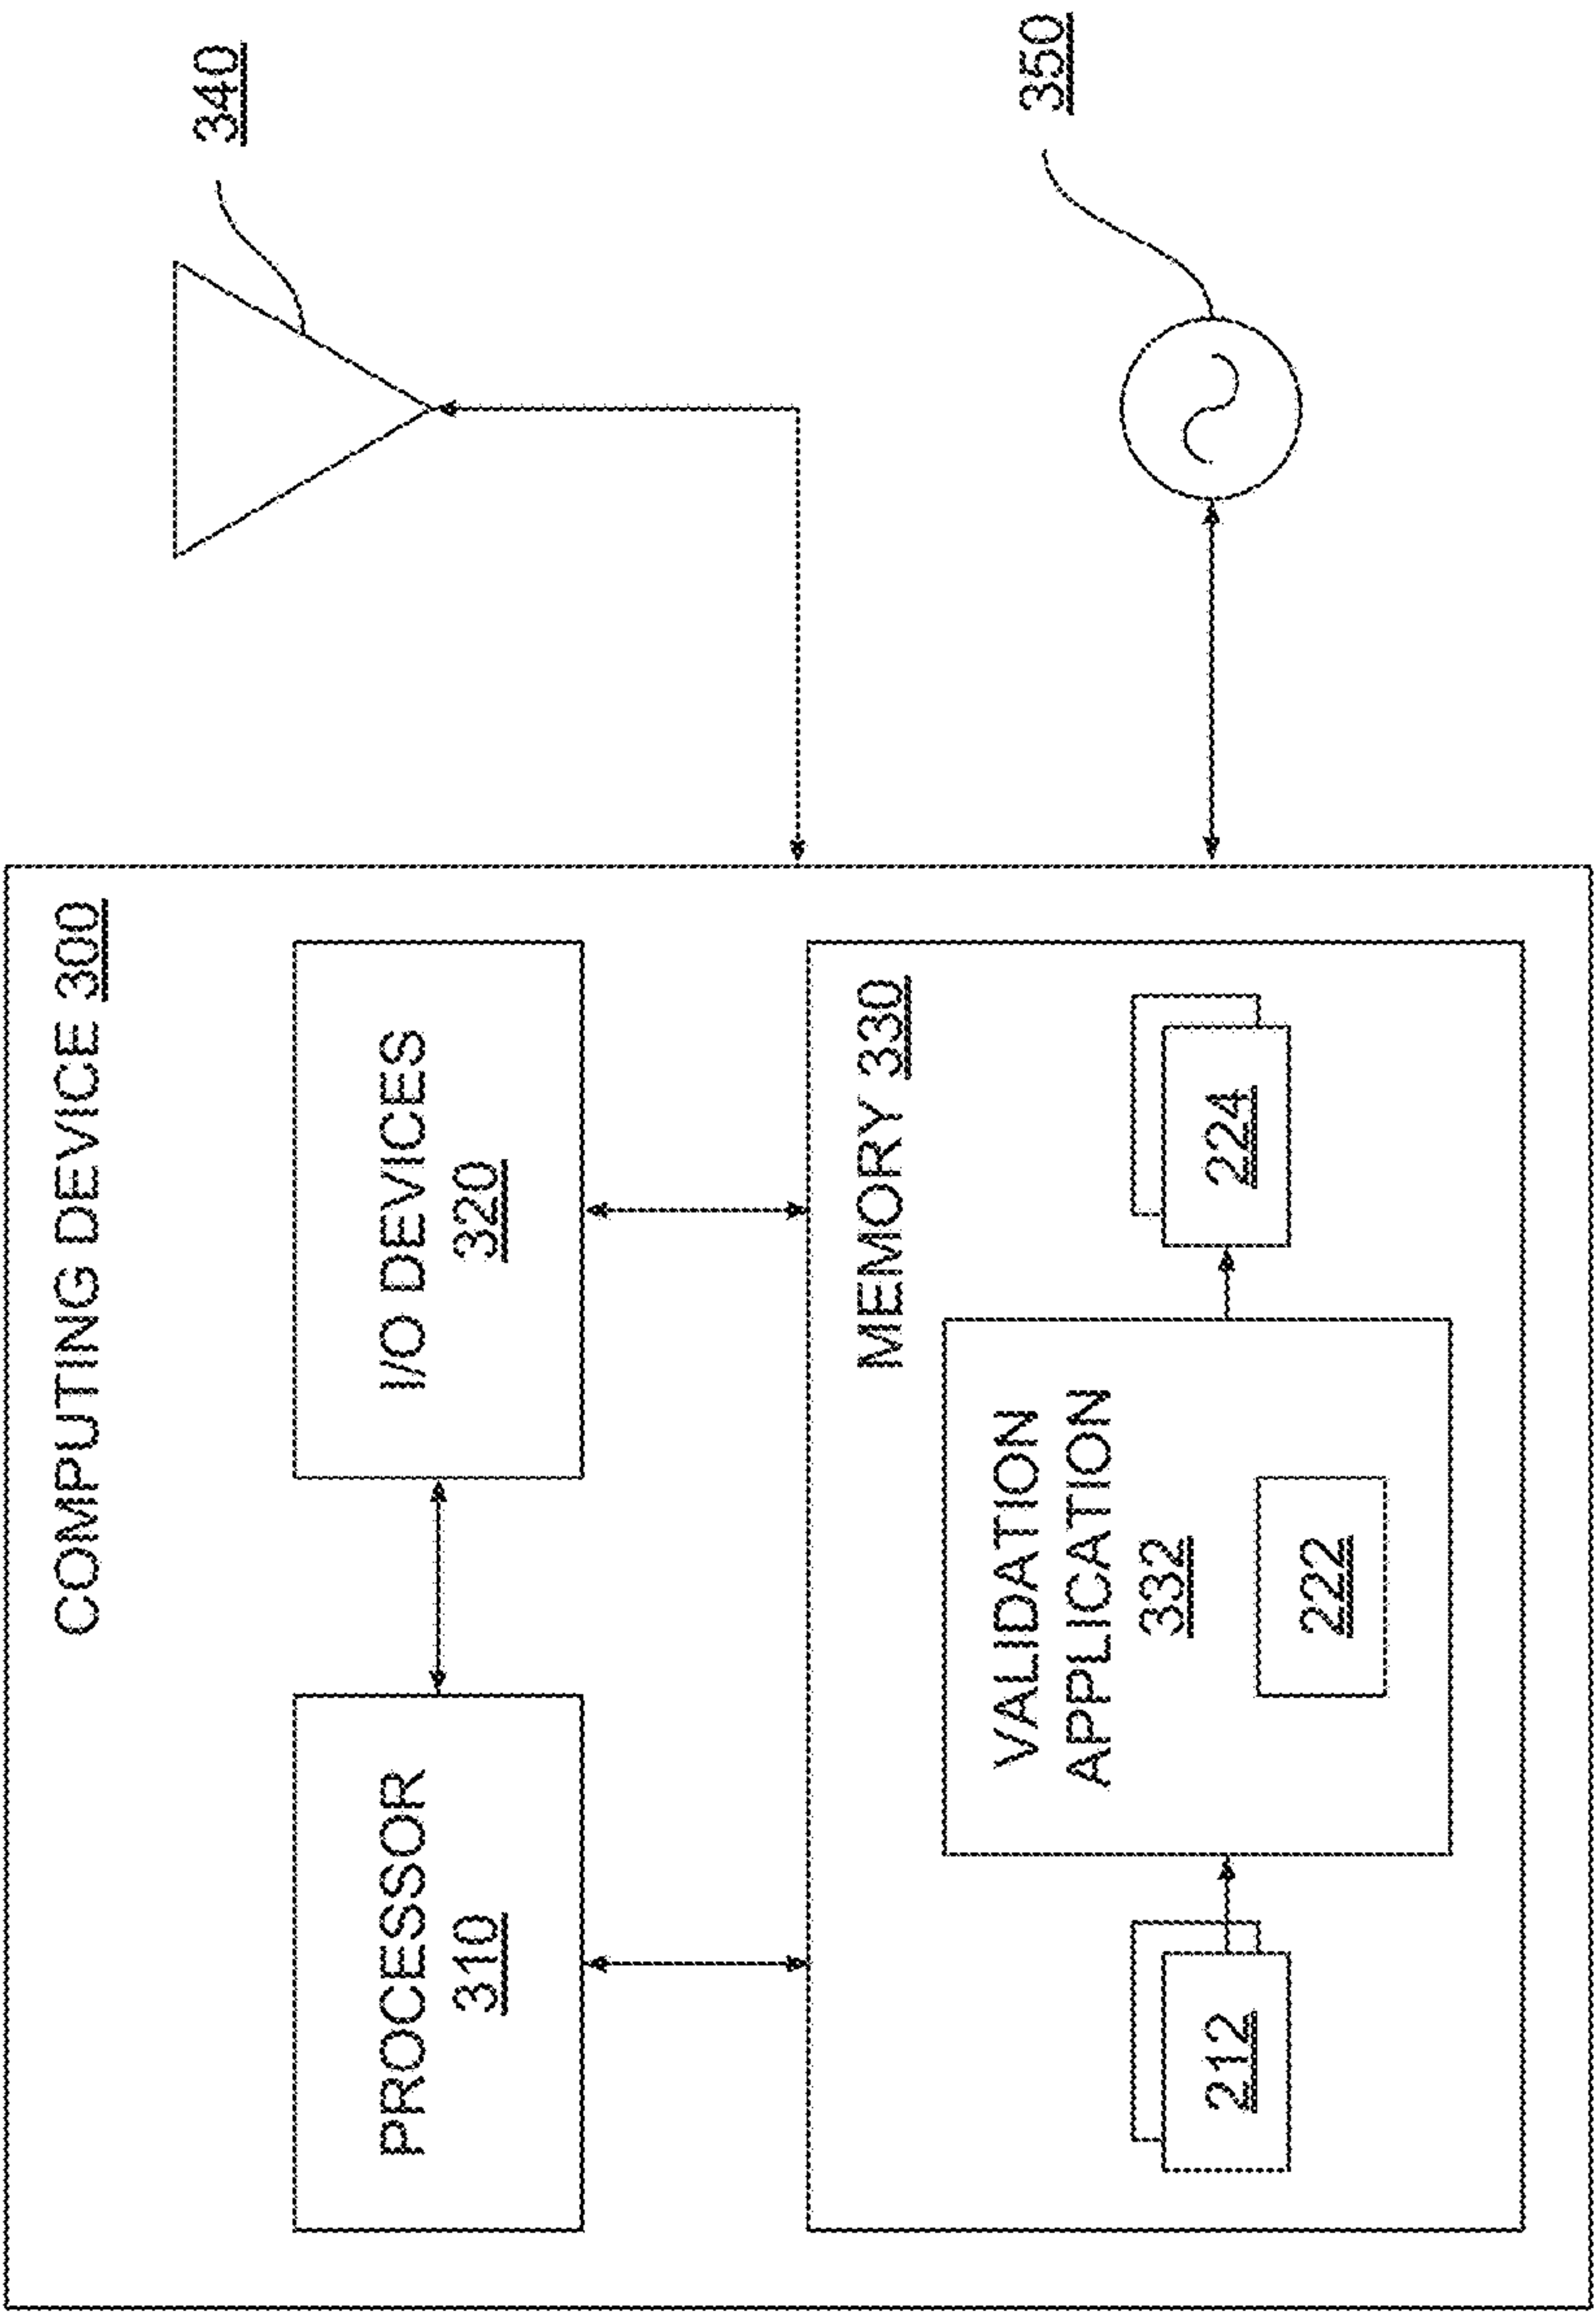 COMPUTING DEVICE 300
PROCESSOR
310
I/O DEVICES
320
MEMORY 330
212
VALIDATION
APPLICATION
332
222
224
340
350